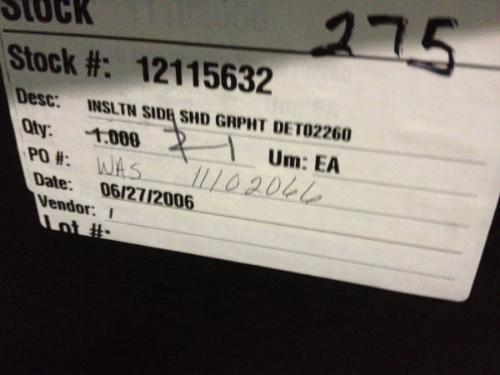 Stock 275
Stock #: 12115632
Desc: INSLTN SIDE SHD GRPHT DET02260
Qty: 1.000 Um: EA
PO #: WAS 11102066
Date: 06/27/2006
Vendor: 1
Lot #: